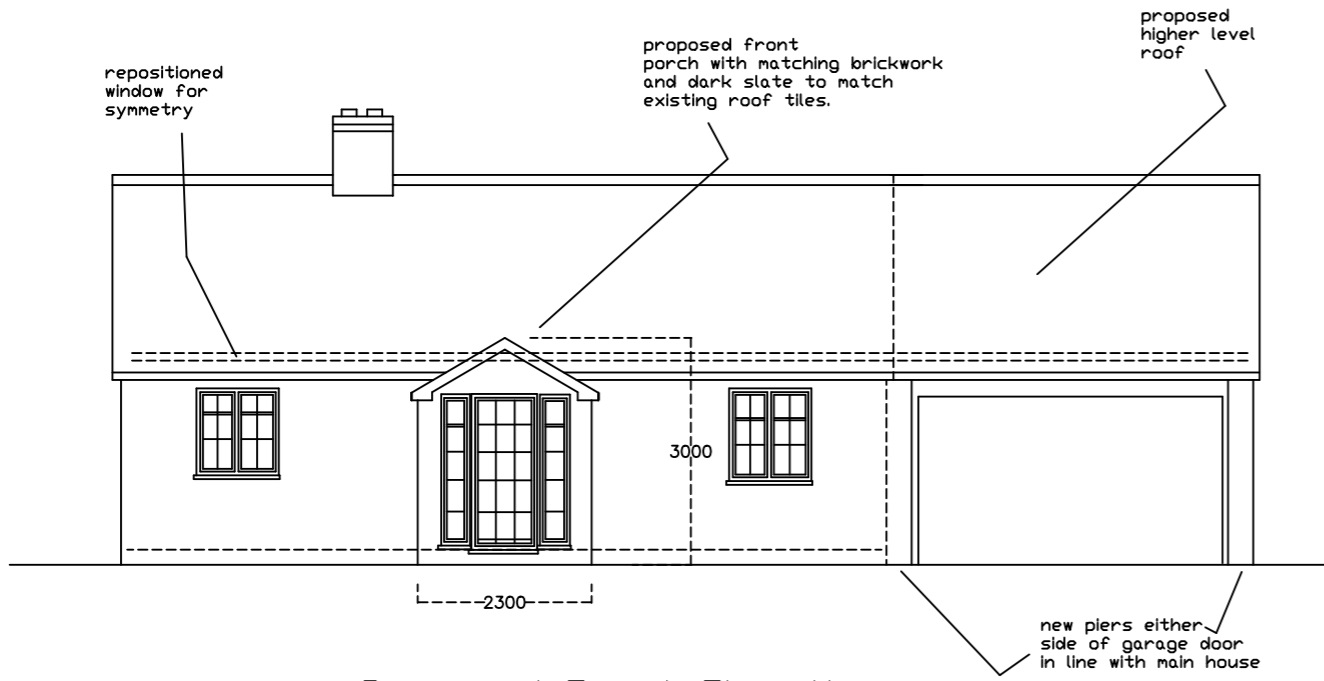 repositioned
window for
symmetry
proposed front
porch with matching brickwork
and dark slate to match
existing roof tiles.
proposed
higher level
roof
3000
2300
new piers either
side of garage door
in line with main house